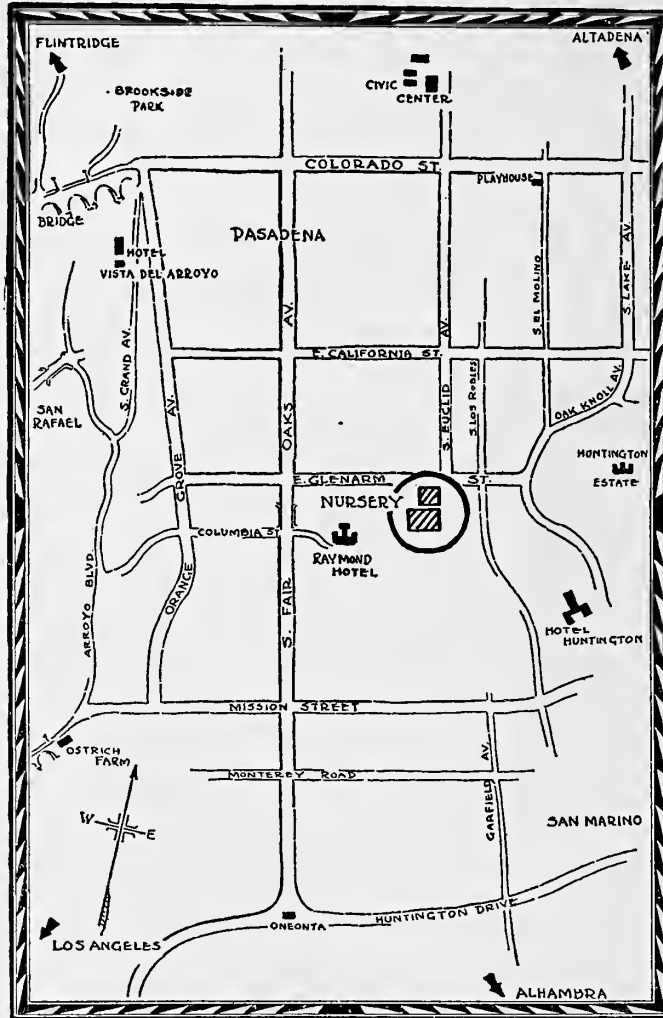 FLINTRIDGE
ALTADENA
BROOKSIDE
PARK
CIVIC
CENTER
COLORADO ST.
PLAYHOUSE
BRIDGE
PASADENA
HOTEL
VISTA DEL ARROYO
S. GRAND AV.
S. FAIR OAKS AV.
S. EUCLID AV.
S. LOS ROBLES
S. EL MOLINO
S. LAKE AV.
E. CALIFORNIA ST.
OAK KNOLL AV.
SAN
RAFAEL
ORANGE GROVE AV.
HUNTINGTON
ESTATE
E. GLENARM ST.
NURSERY
COLUMBIA ST.
RAYMOND
HOTEL
ARROYO BLVD.
HOTEL
HUNTINGTON
MISSION STREET
OSTRICH
FARM
MONTEREY ROAD
GARFIELD AV.
W
E
SAN MARINO
HUNTINGTON DRIVE
ONEONTA
LOS ANGELES
ALHAMBRA